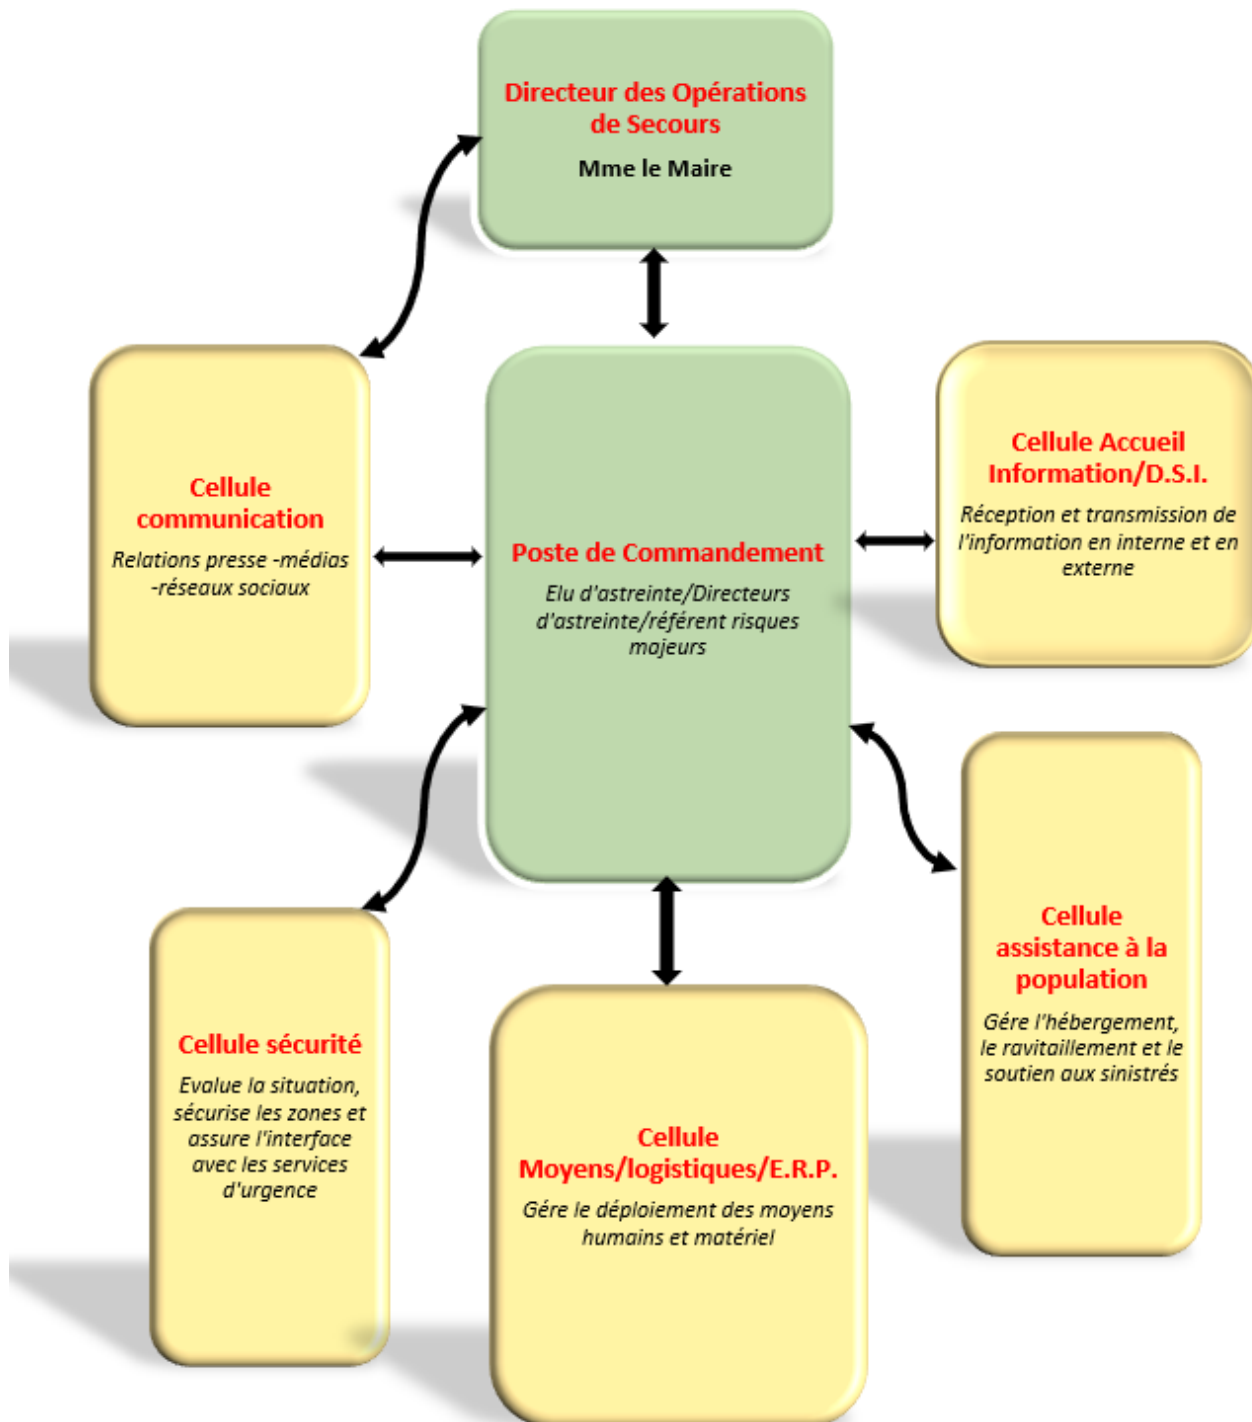 Directeur des Opérations
de Secours
Mme le Maire
Cellule
communication
Relations presse -médias
-réseaux sociaux
Poste de Commandement
Elu d'astreinte/Directeurs
d'astreinte/référent risques
majeurs
Cellule Accueil
Information/D.S.I.
Réception et transmission de
l'information en interne et en
externe
Cellule sécurité
Evalue la situation,
sécurise les zones et
assure l'interface
avec les services
d'urgence
Cellule
Moyens/logistiques/E.R.P.
Gére le déploiement des moyens
humains et matériel
Cellule
assistance à la
population
Gére l'hébergement,
le ravitaillement et le
soutien aux sinistrés